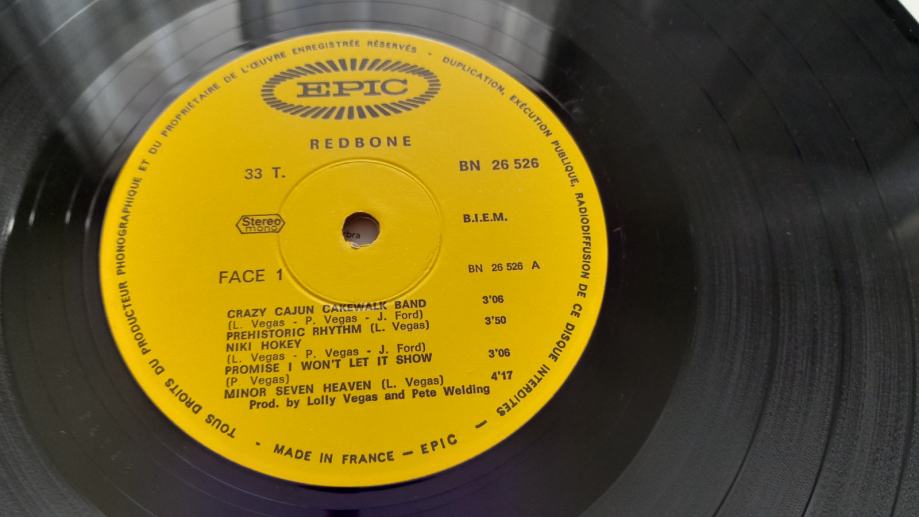 TOUS DROITS DU PRODUCTEUR PHONOGRAPHIQUE ET DU PROPRIÉTAIRE DE L'ŒUVRE ENREGISTRÉE RÉSERVÉS - DUPLICATION, EXÉCUTION PUBLIQUE, RADIODIFFUSION DE CE DISQUE INTERDITES
EPIC
REDBONE
33 T. BN 26 526
Stereo B.I.E.M.
mono
FACE 1 BN 26 526 A
CRAZY CAJUN CAKEWALK BAND 3'06
(L. Vegas - P. Vegas - J. Ford)
PREHISTORIC RHYTHM (L. Vegas) 3'50
NIKI HOKEY
(L. Vegas - P. Vegas - J. Ford)
PROMISE I WON'T LET IT SHOW 3'06
(P. Vegas)
MINOR SEVEN HEAVEN (L. Vegas) 4'17
Prod. by Lolly Vegas and Pete Welding
- MADE IN FRANCE - EPIC -